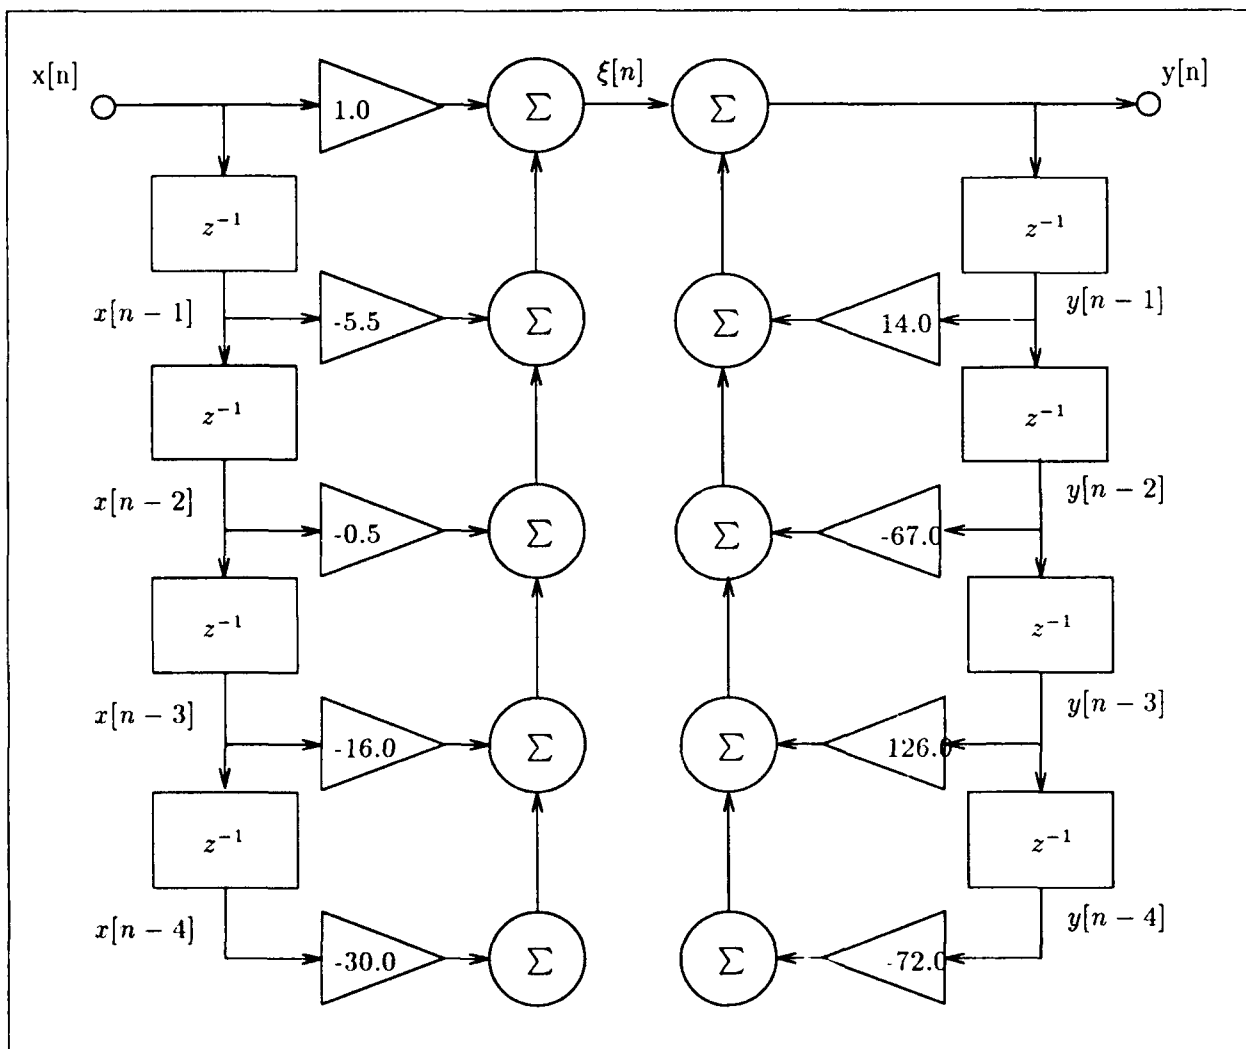 x[n] ξ[n] y[n]
1.0 Σ Σ
z⁻¹ z⁻¹
x[n − 1] -5.5 Σ Σ 14.0 y[n − 1]
z⁻¹ z⁻¹
x[n − 2] -0.5 Σ Σ -67.0 y[n − 2]
z⁻¹ z⁻¹
x[n − 3] -16.0 Σ Σ 126.0 y[n − 3]
z⁻¹ z⁻¹
x[n − 4] -30.0 Σ Σ -72.0 y[n − 4]